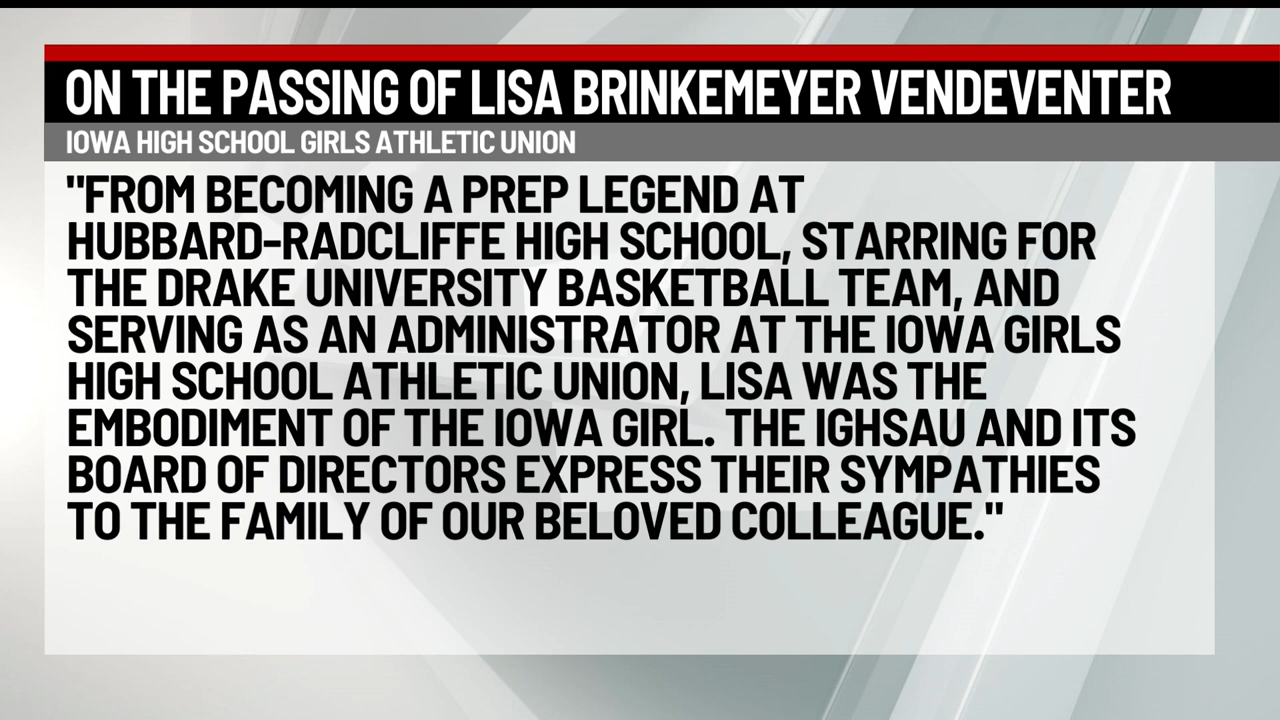 ON THE PASSING OF LISA BRINKEMEYER VENDEVENTER
IOWA HIGH SCHOOL GIRLS ATHLETIC UNION
"FROM BECOMING A PREP LEGEND AT
HUBBARD-RADCLIFFE HIGH SCHOOL, STARRING FOR
THE DRAKE UNIVERSITY BASKETBALL TEAM, AND
SERVING AS AN ADMINISTRATOR AT THE IOWA GIRLS
HIGH SCHOOL ATHLETIC UNION, LISA WAS THE
EMBODIMENT OF THE IOWA GIRL. THE IGHSAU AND ITS
BOARD OF DIRECTORS EXPRESS THEIR SYMPATHIES
TO THE FAMILY OF OUR BELOVED COLLEAGUE."